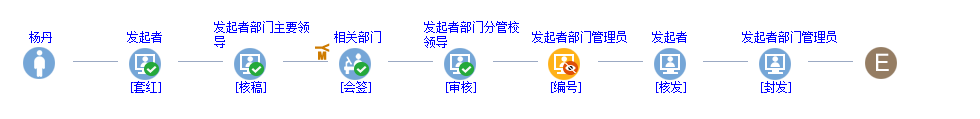 杨丹
发起者
[套红]
发起者部门主要领
导
[核稿]
YM
相关部门
[会签]
发起者部门分管校
领导
[审核]
发起者部门管理员
[编号]
发起者
[核发]
发起者部门管理员
[封发]
E